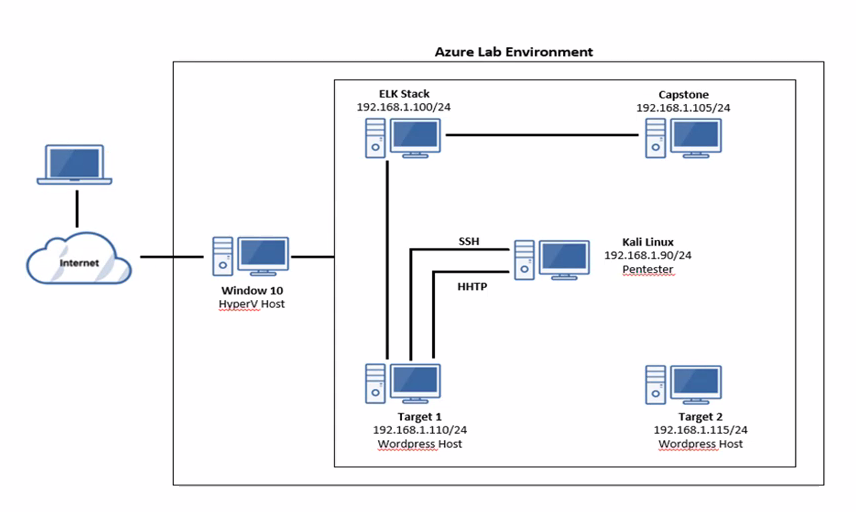 Azure Lab Environment
ELK Stack
192.168.1.100/24
Capstone
192.168.1.105/24
Internet
Window 10
HyperV Host
SSH
HHTP
Kali Linux
192.168.1.90/24
Pentester
Target 1
192.168.1.110/24
Wordpress Host
Target 2
192.168.1.115/24
Wordpress Host